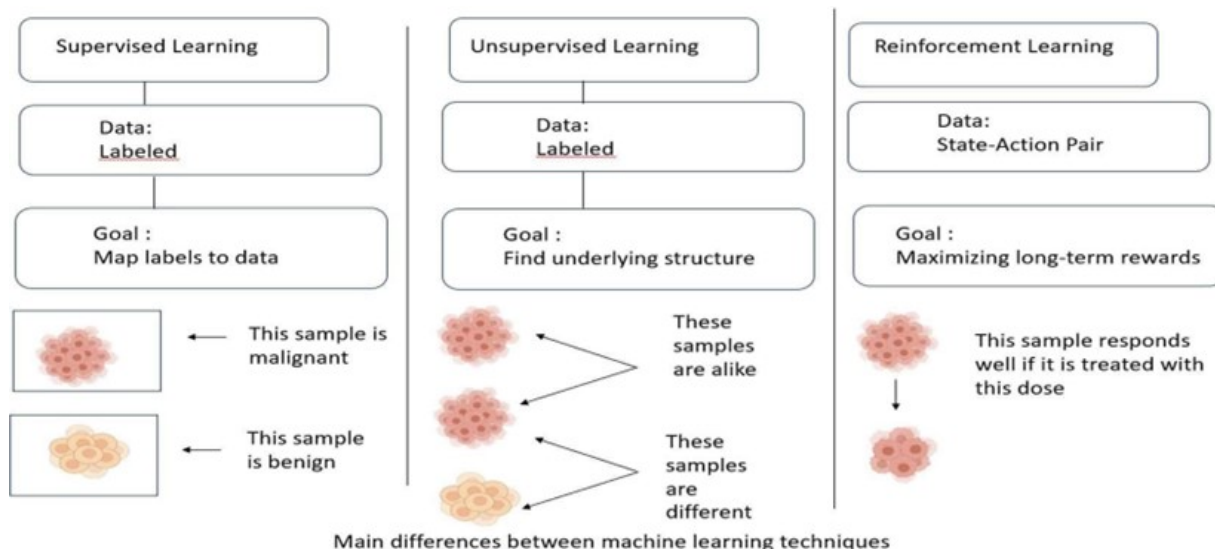 Supervised Learning
Data:
Labeled
Goal :
Map labels to data
This sample is
malignant
This sample
is benign
Unsupervised Learning
Data:
Labeled
Goal :
Find underlying structure
These
samples
are alike
These
samples
are
different
Reinforcement Learning
Data:
State-Action Pair
Goal :
Maximizing long-term rewards
This sample responds
well if it is treated with
this dose
Main differences between machine learning techniques